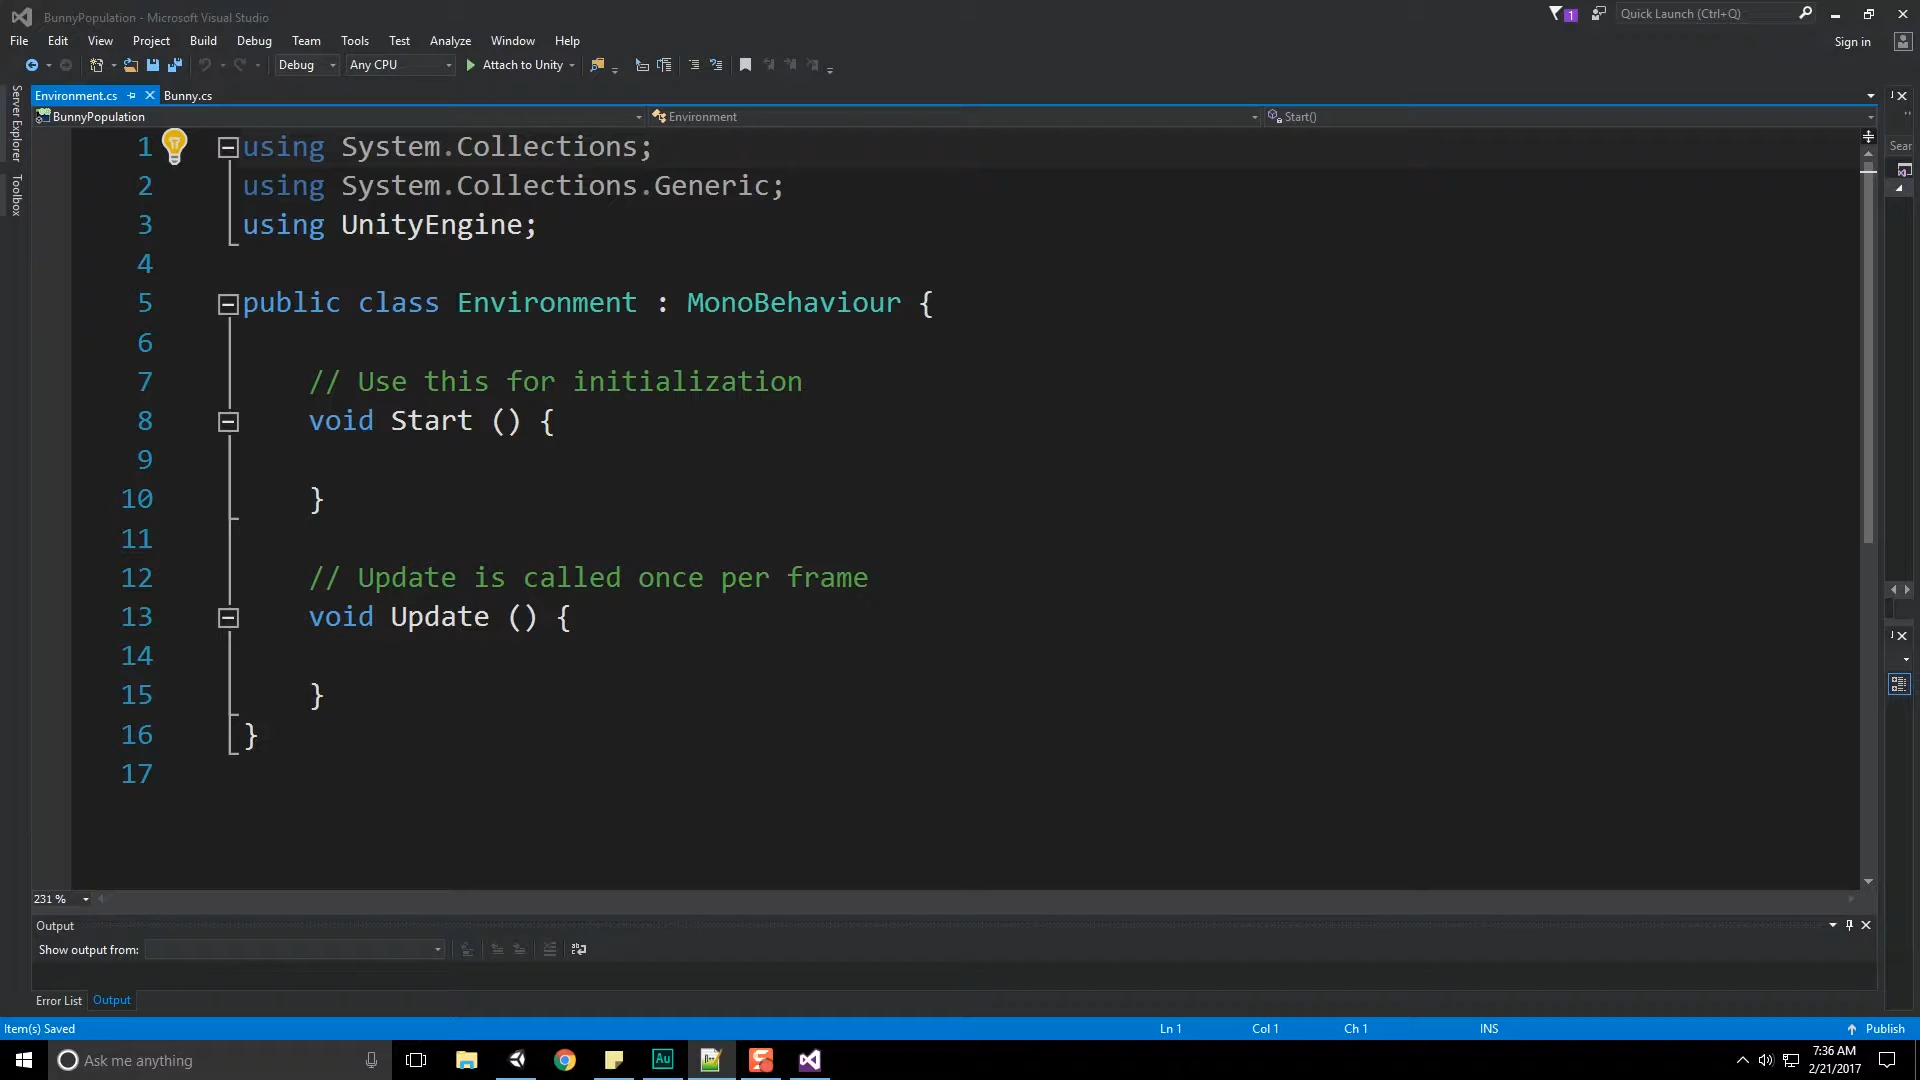 BunnyPopulation - Microsoft Visual Studio
1
Quick Launch (Ctrl+Q)
File Edit View Project Build Debug Team Tools Test Analyze Window Help
Sign in
Debug Any CPU Attach to Unity
Environment.cs Bunny.cs
BunnyPopulation Environment Start()
Server Explorer
Toolbox
Sear
1 using System.Collections;
2 using System.Collections.Generic;
3 using UnityEngine;
4
5 public class Environment : MonoBehaviour {
6
7 // Use this for initialization
8 void Start () {
9
10 }
11
12 // Update is called once per frame
13 void Update () {
14
15 }
16 }
17
231 %
Output
Show output from:
Error List Output
Item(s) Saved Ln 1 Col 1 Ch 1 INS Publish
Ask me anything
Au
7:36 AM
2/21/2017